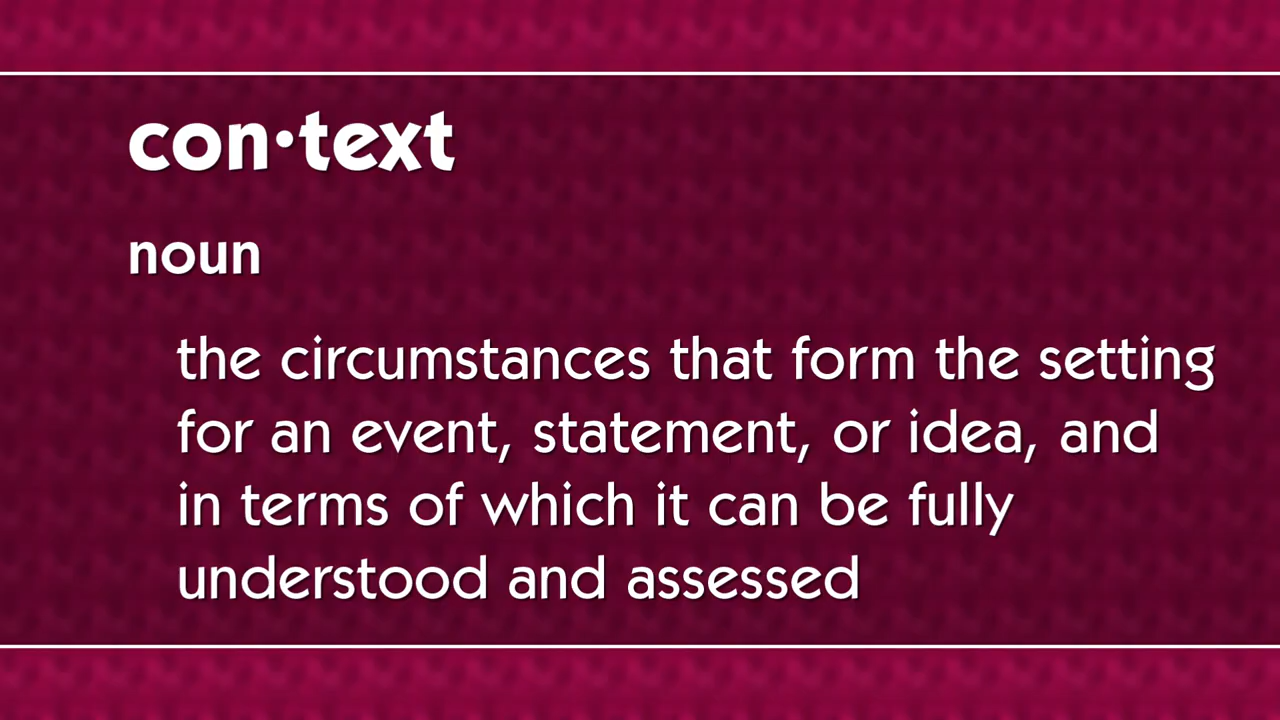 con·text
noun
the circumstances that form the setting
for an event, statement, or idea, and
in terms of which it can be fully
understood and assessed